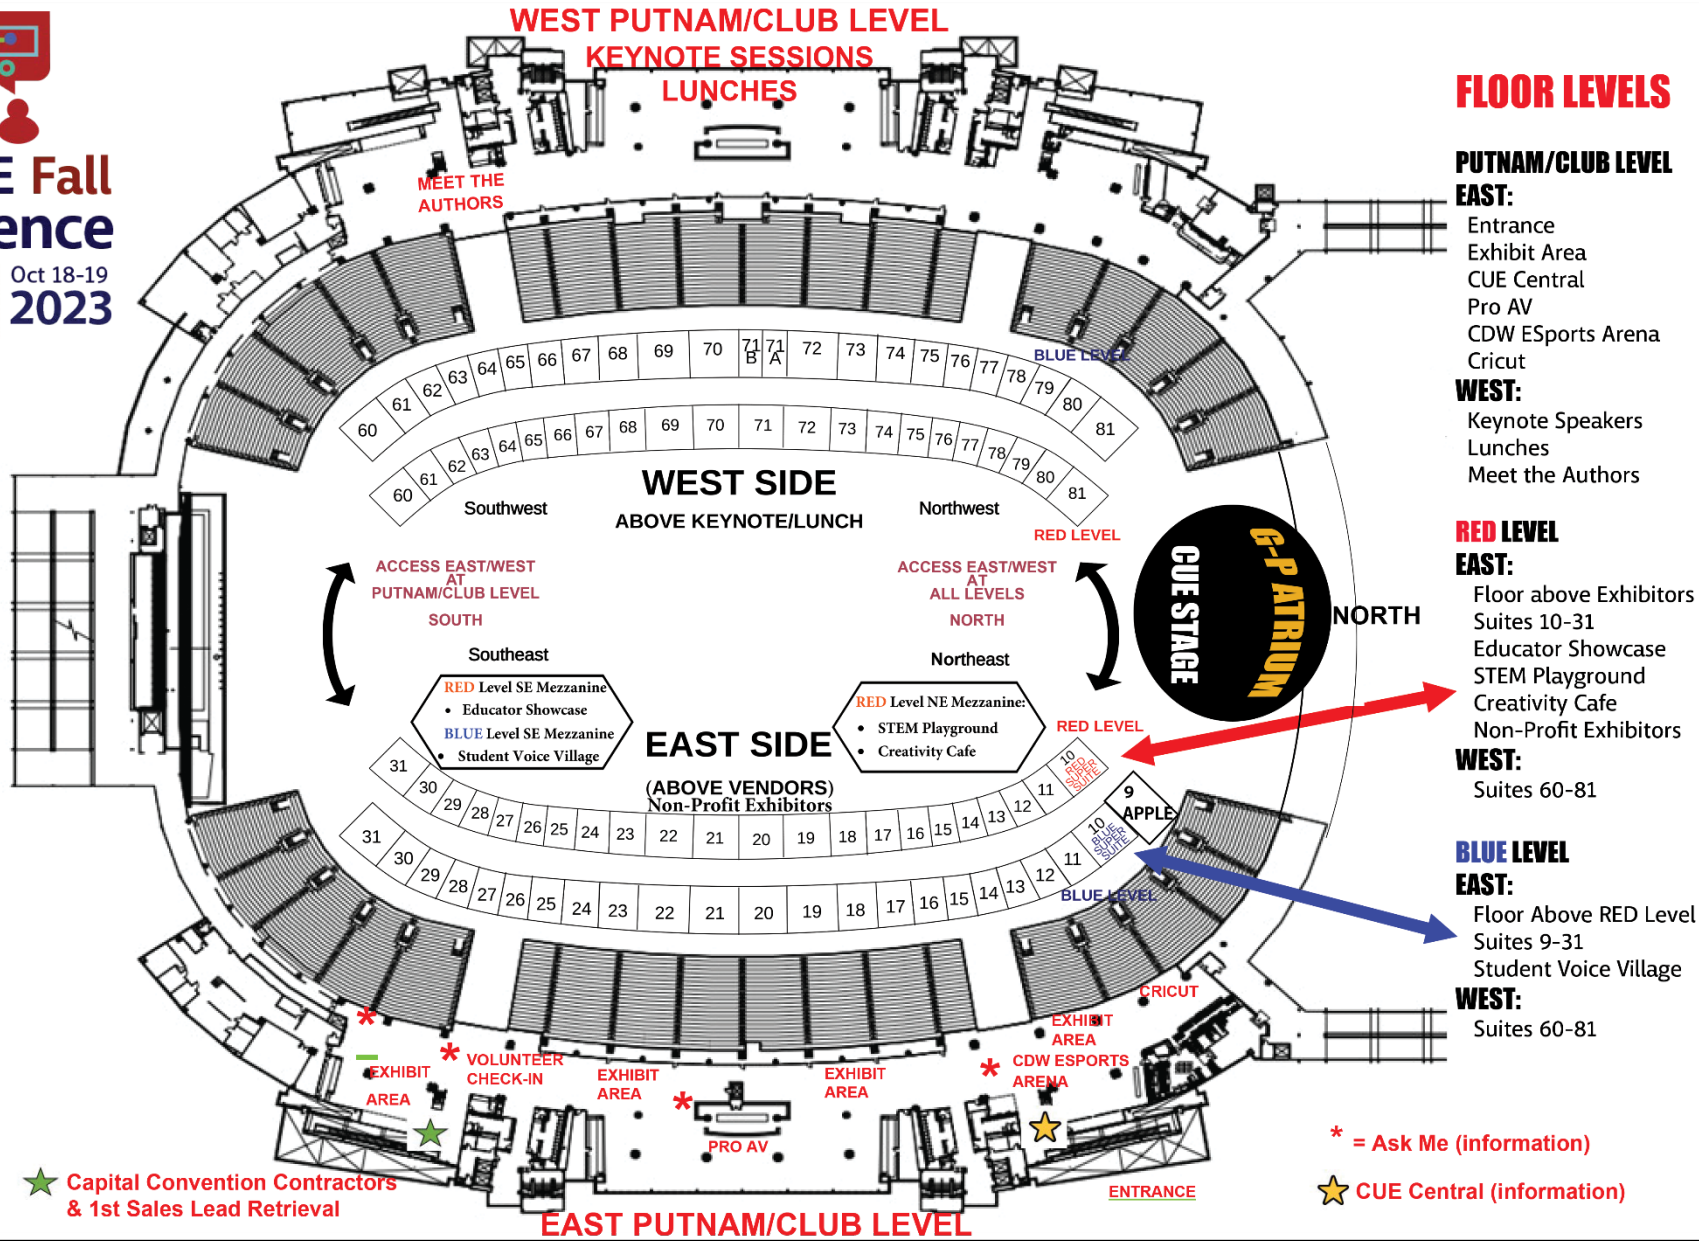 WEST PUTNAM/CLUB LEVEL
KEYNOTE SESSIONS
LUNCHES
E Fall
ence
Oct 18-19
2023
MEET THE
AUTHORS
BLUE LEVEL
60 61 62 63 64 65 66 67 68 69 70 71 B 71 A 72 73 74 75 76 77 78 79 80 81
60 61 62 63 64 65 66 67 68 69 70 71 72 73 74 75 76 77 78 79 80 81
WEST SIDE
ABOVE KEYNOTE/LUNCH
Southwest
Northwest
RED LEVEL
ACCESS EAST/WEST
AT
PUTNAM/CLUB LEVEL
SOUTH
ACCESS EAST/WEST
AT
ALL LEVELS
NORTH
CUE STAGE
G-P ATRIUM
NORTH
Southeast
Northeast
RED Level SE Mezzanine
• Educator Showcase
BLUE Level SE Mezzanine
• Student Voice Village
RED Level NE Mezzanine:
• STEM Playground
• Creativity Cafe
RED LEVEL
EAST SIDE
(ABOVE VENDORS)
Non-Profit Exhibitors
31 30 29 28 27 26 25 24 23 22 21 20 19 18 17 16 15 14 13 12 11 10
RED
SUPER
SUITE
9
APPLE
31 30 29 28 27 26 25 24 23 22 21 20 19 18 17 16 15 14 13 12 11 10
BLUE
SUPER
SUITE
BLUE LEVEL
CRICUT
EXHIBIT
AREA
CDW ESPORTS
ARENA
*
*
VOLUNTEER
CHECK-IN
EXHIBIT
AREA
EXHIBIT
AREA
*
EXHIBIT
AREA
*
PRO AV
ENTRANCE
EAST PUTNAM/CLUB LEVEL
Capital Convention Contractors
& 1st Sales Lead Retrieval
FLOOR LEVELS
PUTNAM/CLUB LEVEL
EAST:
Entrance
Exhibit Area
CUE Central
Pro AV
CDW ESports Arena
Cricut
WEST:
Keynote Speakers
Lunches
Meet the Authors
RED LEVEL
EAST:
Floor above Exhibitors
Suites 10-31
Educator Showcase
STEM Playground
Creativity Cafe
Non-Profit Exhibitors
WEST:
Suites 60-81
BLUE LEVEL
EAST:
Floor Above RED Level
Suites 9-31
Student Voice Village
WEST:
Suites 60-81
* = Ask Me (information)
CUE Central (information)